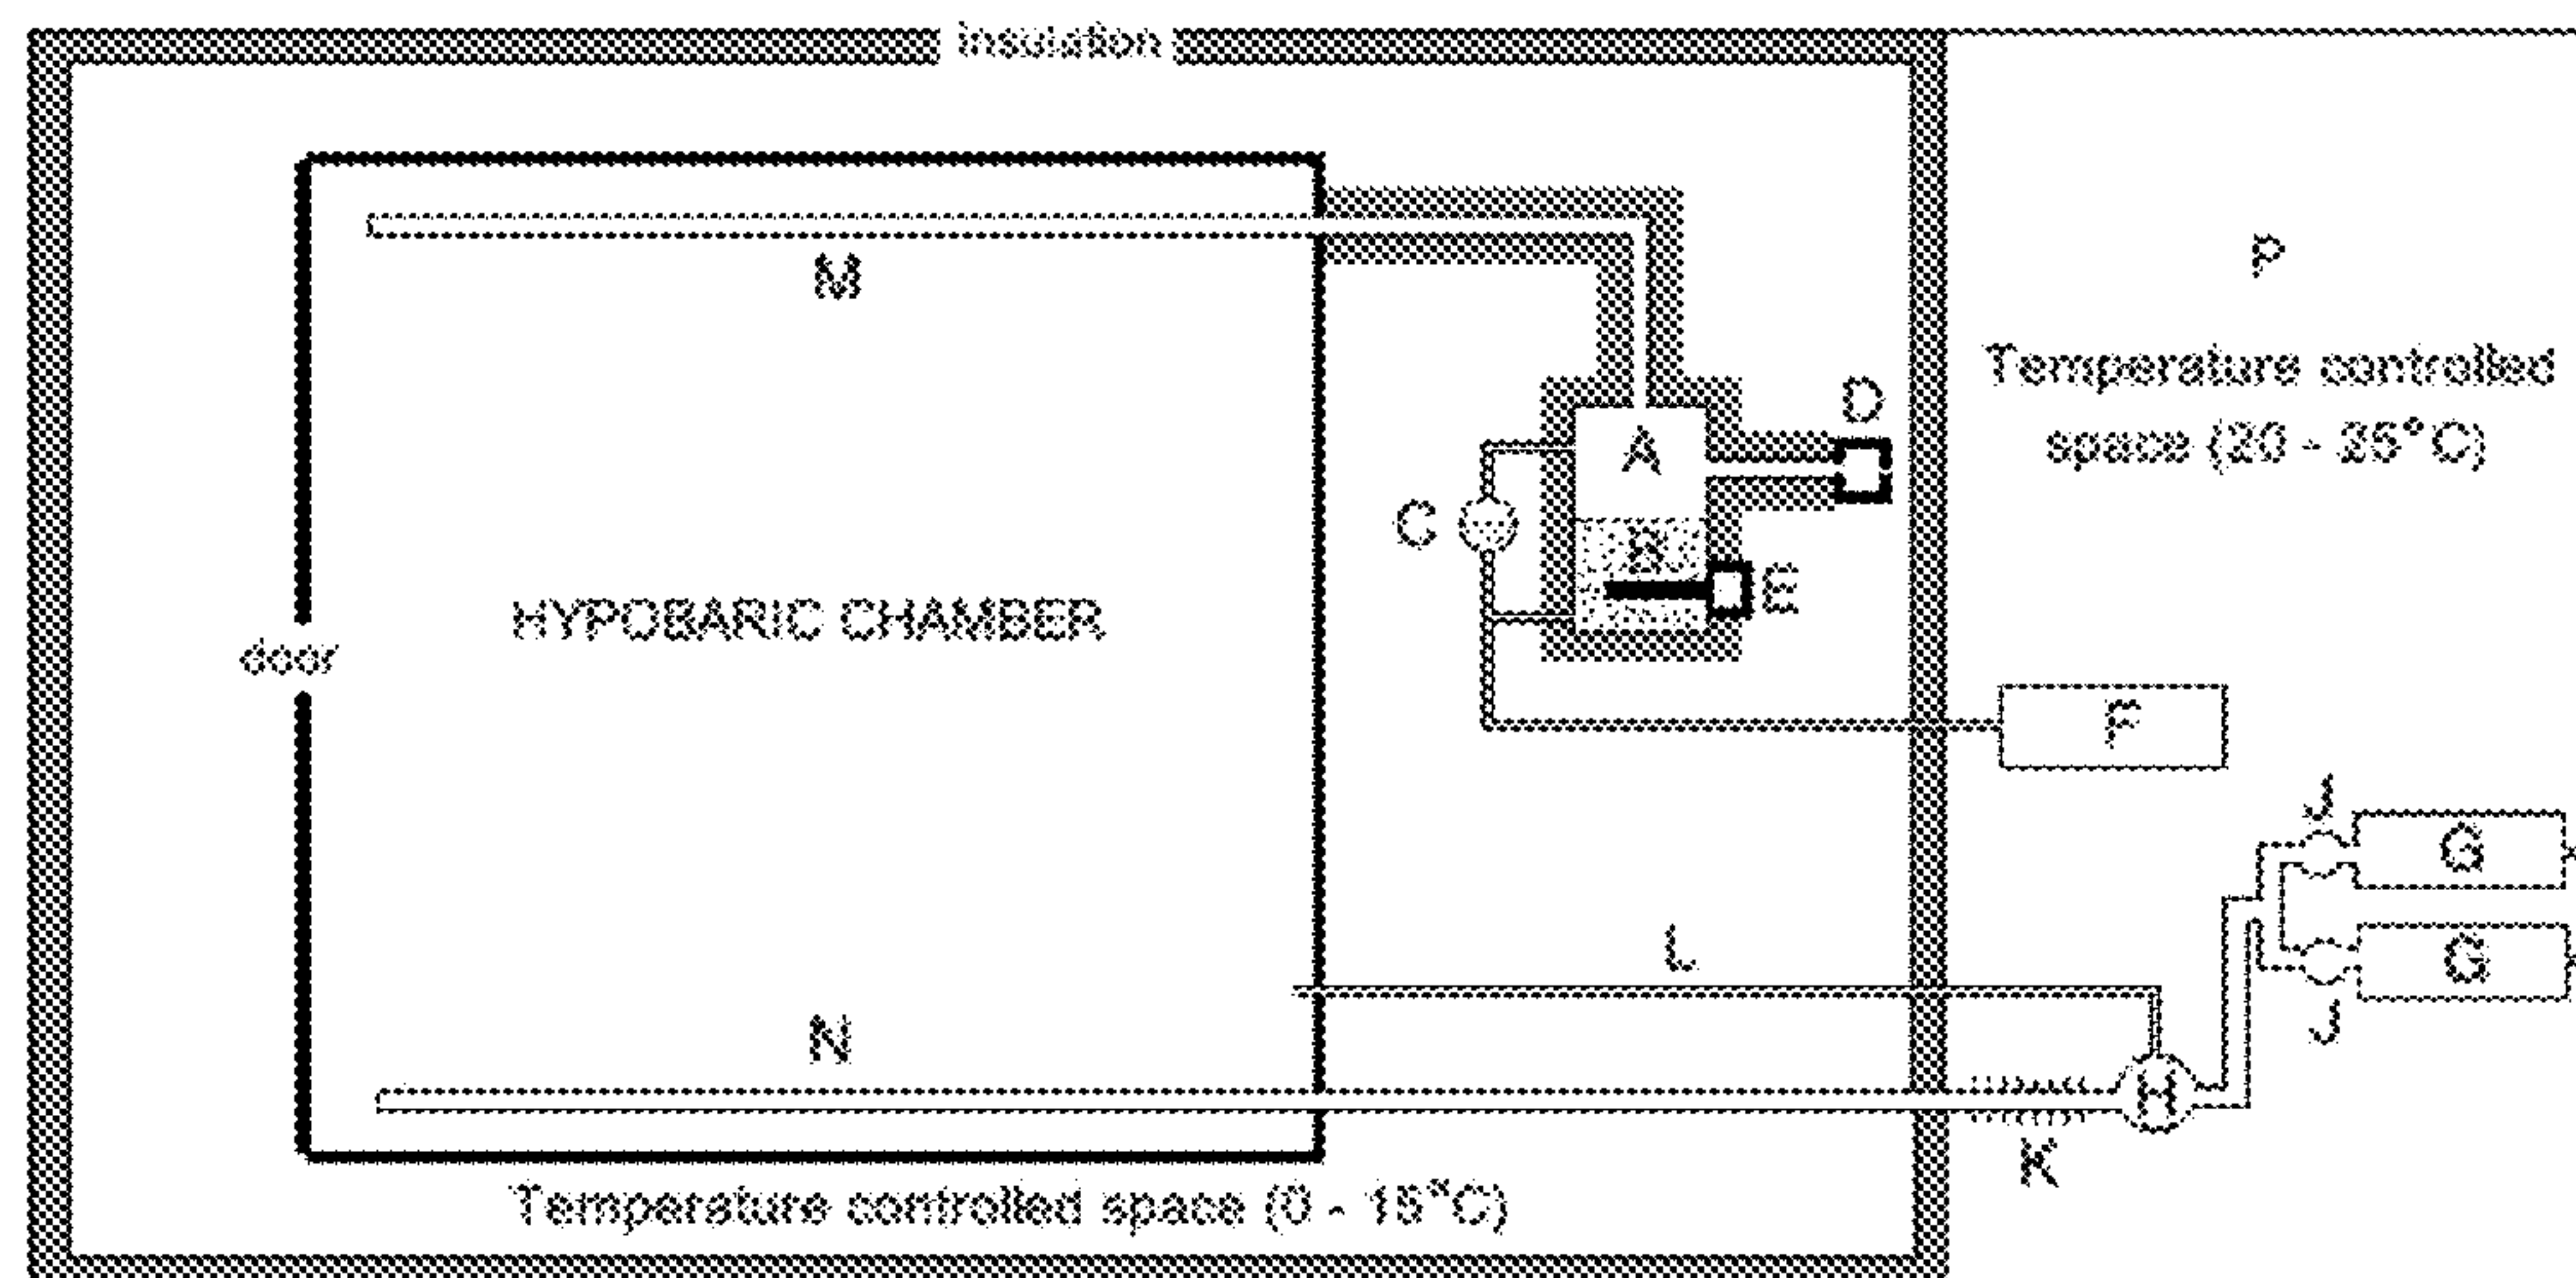 insulation
M
P
Temperature controlled
space (20 - 25°C)
D
A
C
E
HYPOBARIC CHAMBER
door
F
J
G
L
G
J
N
H
K
Temperature controlled space (0 - 15°C)